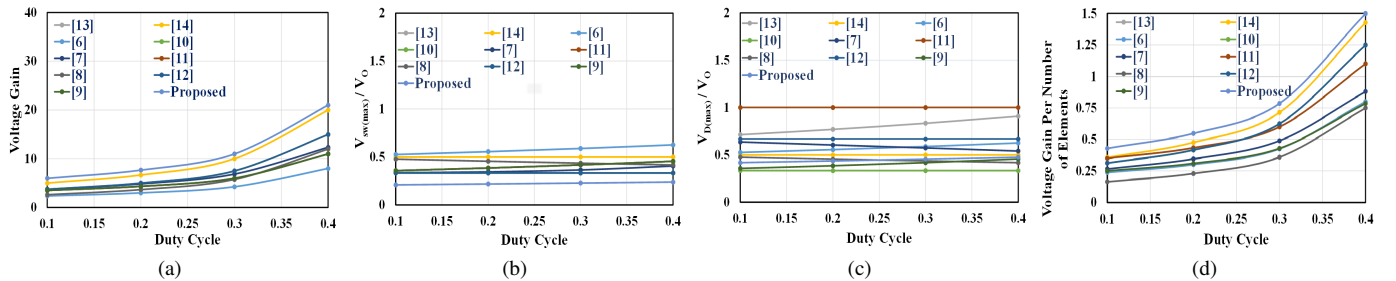 40
30
20
10
0
Voltage Gain
[13]
[14]
[6]
[10]
[7]
[11]
[8]
[12]
[9]
Proposed
0.1 0.15 0.2 0.25 0.3 0.35 0.4
Duty Cycle
(a)
2
1.5
1
0.5
0
Vsw(max) / VO
[13] [14] [6]
[10] [7] [11]
[8] [12] [9]
Proposed
0.1 0.15 0.2 0.25 0.3 0.35 0.4
Duty Cycle
(b)
2
1.5
1
0.5
0
VD(max) / VO
[13] [14] [6]
[10] [7] [11]
[8] [12] [9]
Proposed
0.1 0.15 0.2 0.25 0.3 0.35 0.4
Duty Cycle
(c)
1.5
1.25
1
0.75
0.5
0.25
0
Voltage Gain Per Number
of Elements
[13] [14]
[6] [10]
[7] [11]
[8] [12]
[9] Proposed
0.1 0.15 0.2 0.25 0.3 0.35 0.4
Duty Cycle
(d)